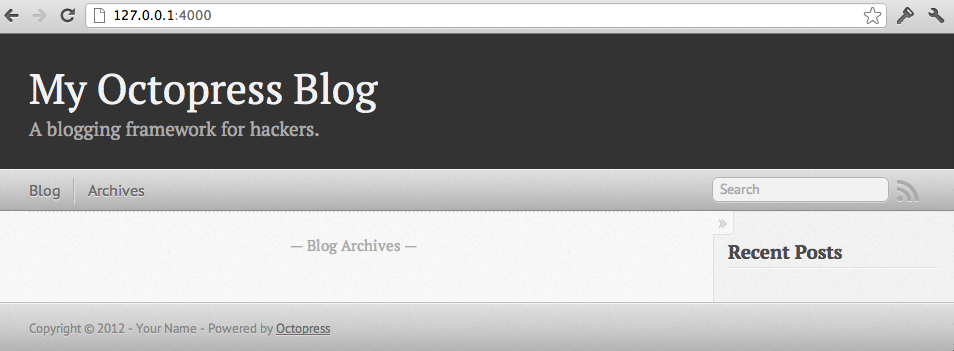 127.0.0.1:4000
My Octopress Blog
A blogging framework for hackers.
Blog Archives Search
»
— Blog Archives —
Recent Posts
Copyright © 2012 - Your Name - Powered by Octopress